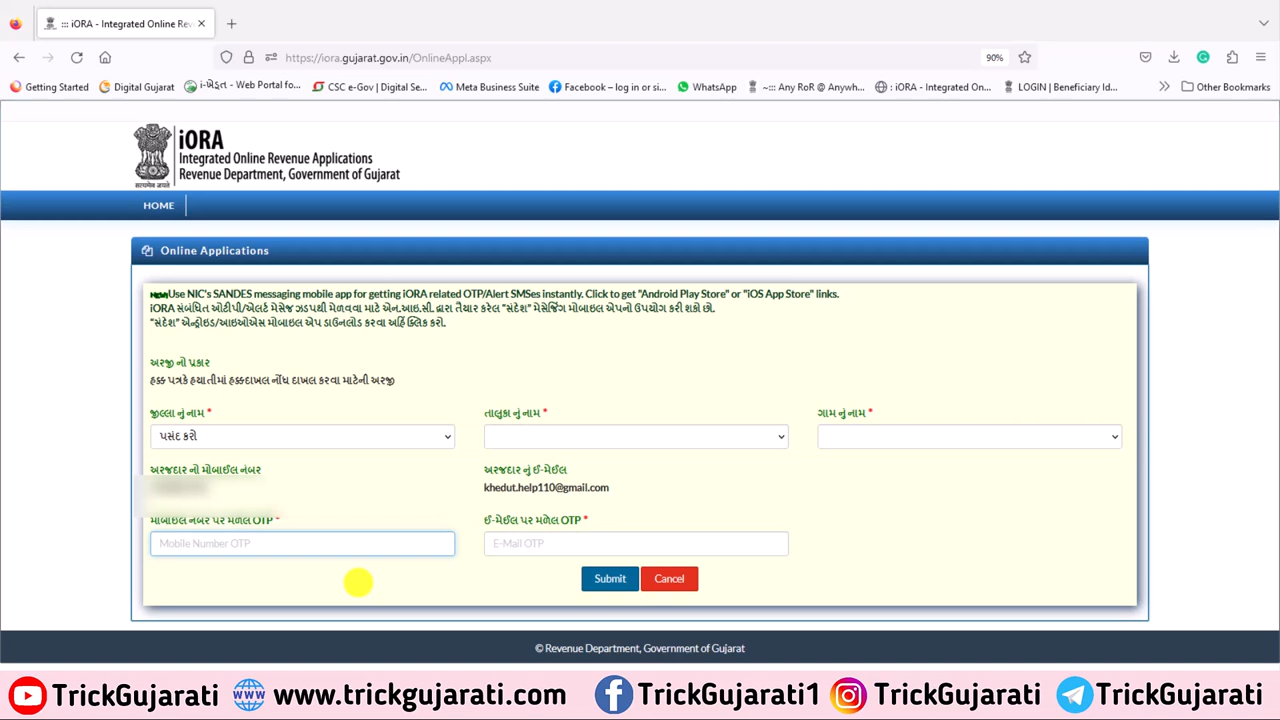 ::: iORA - Integrated Online Rev
https://iora.gujarat.gov.in/OnlineAppl.aspx
90%
Getting Started
Digital Gujarat
i-ખેડૂત - Web Portal fo...
CSC e-Gov | Digital Se...
Meta Business Suite
Facebook – log in or si...
WhatsApp
~::: Any RoR @ Anywh...
: iORA - Integrated On...
LOGIN | Beneficiary Id...
Other Bookmarks
iORA
Integrated Online Revenue Applications
Revenue Department, Government of Gujarat
सत्यमेव जयते
HOME
Online Applications
Use NIC's SANDES messaging mobile app for getting iORA related OTP/Alert SMSes instantly. Click to get "Android Play Store" or "iOS App Store" links.
iORA સંબંધિત ઓટીપી/એલર્ટ મેસેજ ઝડપથી મેળવવા માટે એન.આઇ.સી. દ્વારા તૈયાર કરેલ “સંદેશ” મેસેજિંગ મોબાઇલ એપનો ઉપયોગ કરી શકો છો.
“સંદેશ” એન્ડ્રોઇડ/આઇઓએસ મોબાઇલ એપ ડાઉનલોડ કરવા અહિં ક્લિક કરો.
અરજી નો પ્રકાર
હક્ક પત્રકે હયાતીમાં હક્કદાખલ નોંધ દાખલ કરવા માટેની અરજી
જીલ્લા નું નામ *
તાલુકા નું નામ *
ગામ નું નામ *
પસંદ કરો
અરજદાર નો મોબાઈલ નંબર
અરજદાર નું ઈ-મેઈલ
khedut.help110@gmail.com
મોબાઈલ નંબર પર મળેલ OTP *
ઈ-મેઈલ પર મળેલ OTP *
Mobile Number OTP
E-Mail OTP
Submit
Cancel
© Revenue Department, Government of Gujarat
TrickGujarati
www.trickgujarati.com
TrickGujarati1
TrickGujarati
TrickGujarati